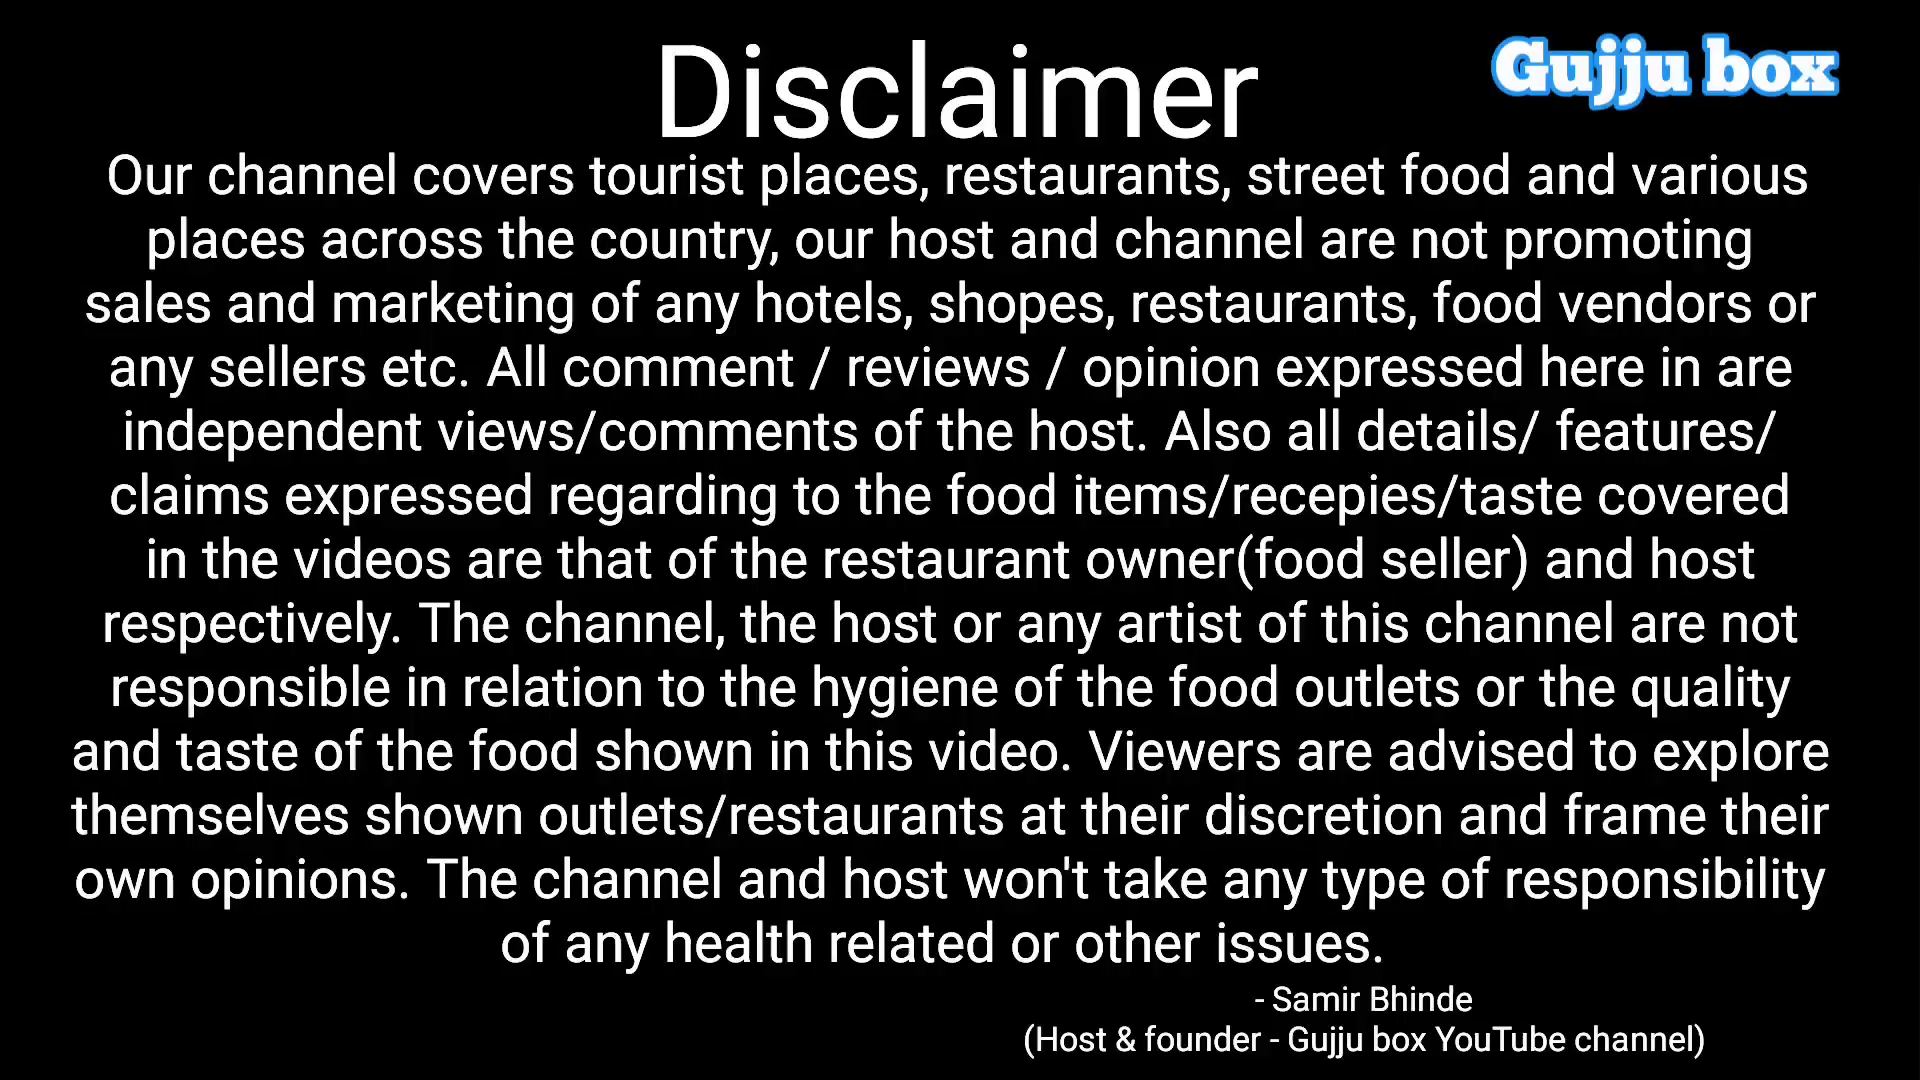 Disclaimer
Gujju box
Our channel covers tourist places, restaurants, street food and various
places across the country, our host and channel are not promoting
sales and marketing of any hotels, shopes, restaurants, food vendors or
any sellers etc. All comment / reviews / opinion expressed here in are
independent views/comments of the host. Also all details/ features/
claims expressed regarding to the food items/recepies/taste covered
in the videos are that of the restaurant owner(food seller) and host
respectively. The channel, the host or any artist of this channel are not
responsible in relation to the hygiene of the food outlets or the quality
and taste of the food shown in this video. Viewers are advised to explore
themselves shown outlets/restaurants at their discretion and frame their
own opinions. The channel and host won't take any type of responsibility
of any health related or other issues.
- Samir Bhinde
(Host & founder - Gujju box YouTube channel)